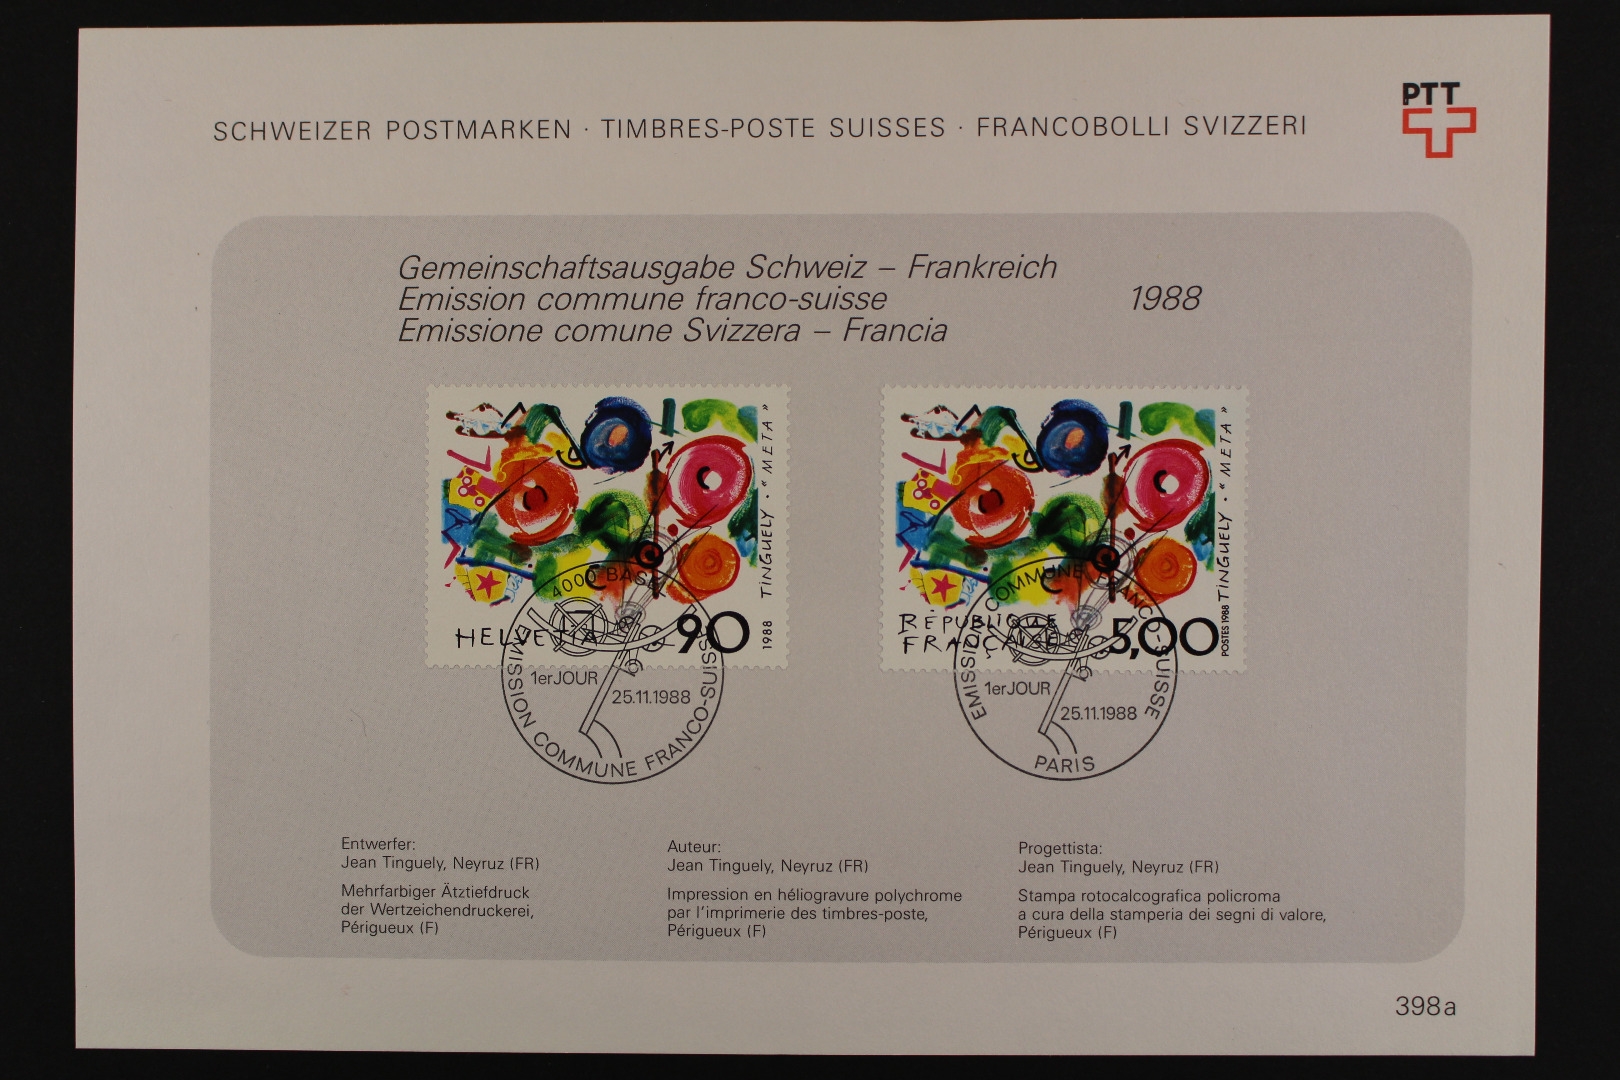 PTT
SCHWEIZER POSTMARKEN · TIMBRES-POSTE SUISSES · FRANCOBOLLI SVIZZERI
Gemeinschaftsausgabe Schweiz – Frankreich
Emission commune franco-suisse 1988
Emissione comune Svizzera – Francia
TINGUELY · « META »
1988
HELVETIA 90
4000 BASEL
1er JOUR
25.11.1988
EMISSION COMMUNE FRANCO-SUISSE
TINGUELY · « META »
POSTES 1988
RÉPUBLIQUE
FRANÇAISE 5,00
EMISSION COMMUNE FRANCO-SUISSE
1er JOUR
25.11.1988
PARIS
Entwerfer:
Jean Tinguely, Neyruz (FR)
Mehrfarbiger Ätztiefdruck
der Wertzeichendruckerei,
Périgueux (F)
Auteur:
Jean Tinguely, Neyruz (FR)
Impression en héliogravure polychrome
par l'imprimerie des timbres-poste,
Périgueux (F)
Progettista:
Jean Tinguely, Neyruz (FR)
Stampa rotocalcografica policroma
a cura della stamperia dei segni di valore,
Périgueux (F)
398a